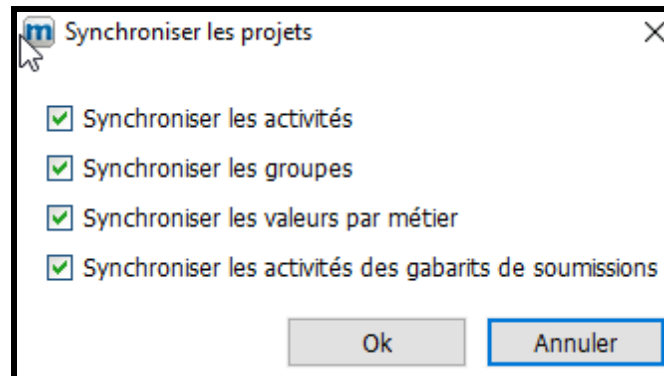 m Synchroniser les projets
Synchroniser les activités
Synchroniser les groupes
Synchroniser les valeurs par métier
Synchroniser les activités des gabarits de soumissions
Ok Annuler